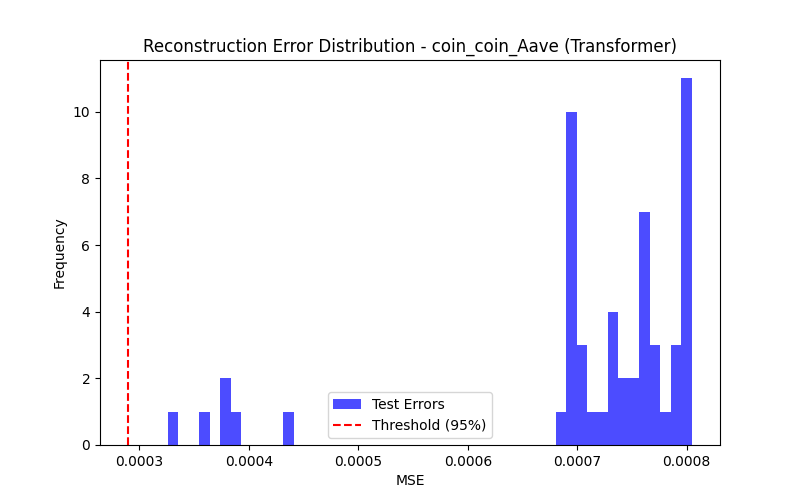 Reconstruction Error Distribution - coin_coin_Aave (Transformer)
Frequency
10
8
6
4
2
0
Test Errors
Threshold (95%)
0.0003 0.0004 0.0005 0.0006 0.0007 0.0008
MSE